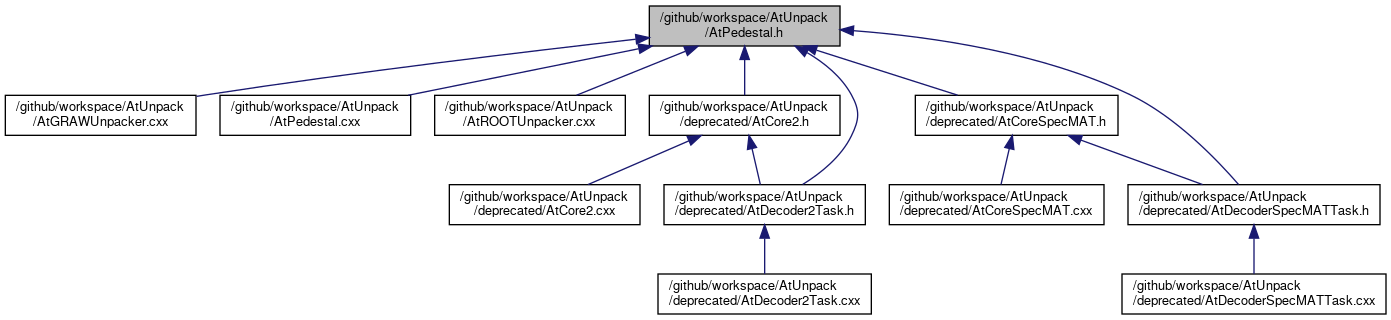 /github/workspace/AtUnpack
/AtPedestal.h
/github/workspace/AtUnpack
/AtGRAWUnpacker.cxx
/github/workspace/AtUnpack
/AtPedestal.cxx
/github/workspace/AtUnpack
/AtROOTUnpacker.cxx
/github/workspace/AtUnpack
/deprecated/AtCore2.h
/github/workspace/AtUnpack
/deprecated/AtCoreSpecMAT.h
/github/workspace/AtUnpack
/deprecated/AtCore2.cxx
/github/workspace/AtUnpack
/deprecated/AtDecoder2Task.h
/github/workspace/AtUnpack
/deprecated/AtCoreSpecMAT.cxx
/github/workspace/AtUnpack
/deprecated/AtDecoderSpecMATTask.h
/github/workspace/AtUnpack
/deprecated/AtDecoder2Task.cxx
/github/workspace/AtUnpack
/deprecated/AtDecoderSpecMATTask.cxx